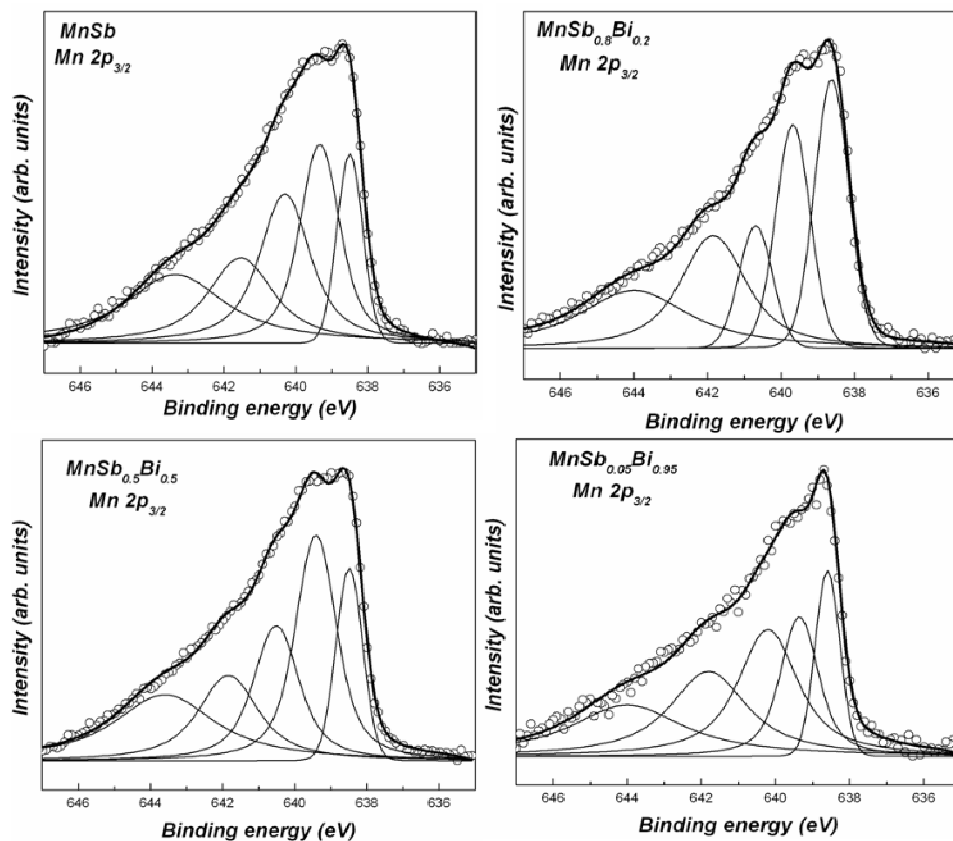 MnSb
Mn 2p3/2
Intensity (arb. units)
646 644 642 640 638 636
Binding energy (eV)
MnSb0.8Bi0.2
Mn 2p3/2
Intensity (arb. units)
646 644 642 640 638 636
Binding energy (eV)
MnSb0.5Bi0.5
Mn 2p3/2
Intensity (arb. units)
646 644 642 640 638 636
Binding energy (eV)
MnSb0.05Bi0.95
Mn 2p3/2
Intensity (arb. units)
646 644 642 640 638 636
Binding energy (eV)